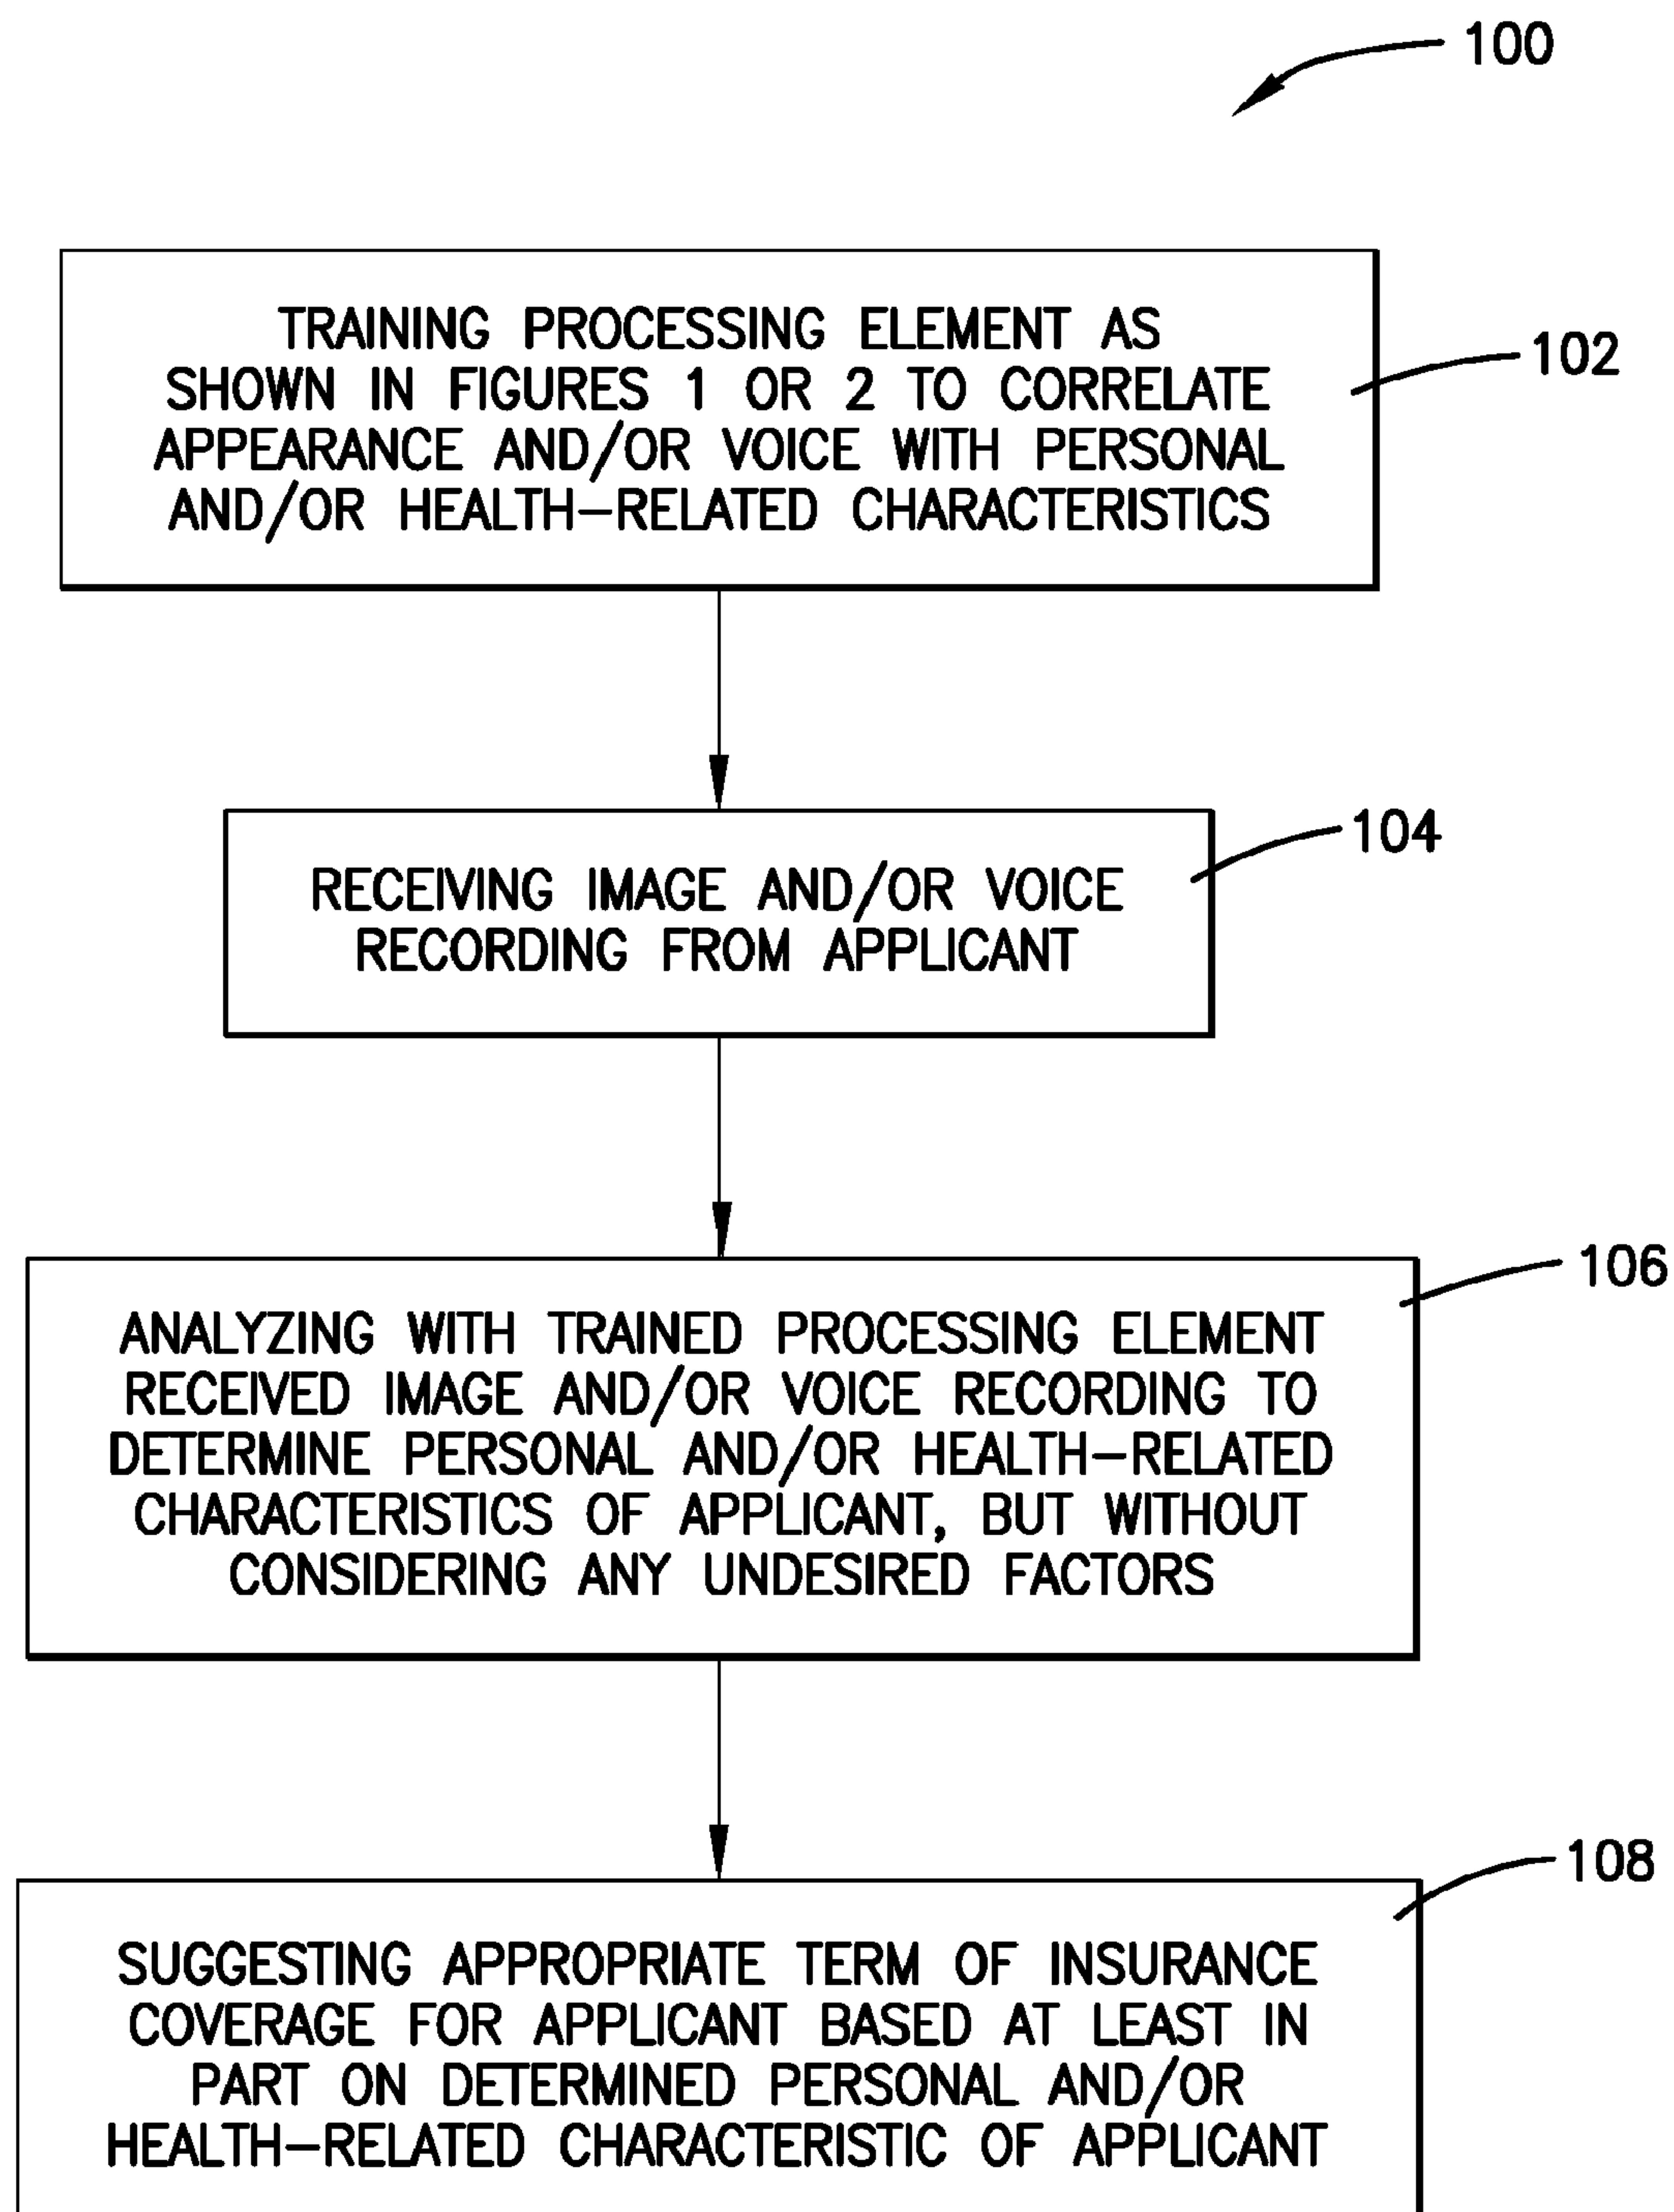 100
TRAINING PROCESSING ELEMENT AS
SHOWN IN FIGURES 1 OR 2 TO CORRELATE
APPEARANCE AND/OR VOICE WITH PERSONAL
AND/OR HEALTH-RELATED CHARACTERISTICS
102
RECEIVING IMAGE AND/OR VOICE
RECORDING FROM APPLICANT
104
ANALYZING WITH TRAINED PROCESSING ELEMENT
RECEIVED IMAGE AND/OR VOICE RECORDING TO
DETERMINE PERSONAL AND/OR HEALTH-RELATED
CHARACTERISTICS OF APPLICANT, BUT WITHOUT
CONSIDERING ANY UNDESIRED FACTORS
106
SUGGESTING APPROPRIATE TERM OF INSURANCE
COVERAGE FOR APPLICANT BASED AT LEAST IN
PART ON DETERMINED PERSONAL AND/OR
HEALTH-RELATED CHARACTERISTIC OF APPLICANT
108